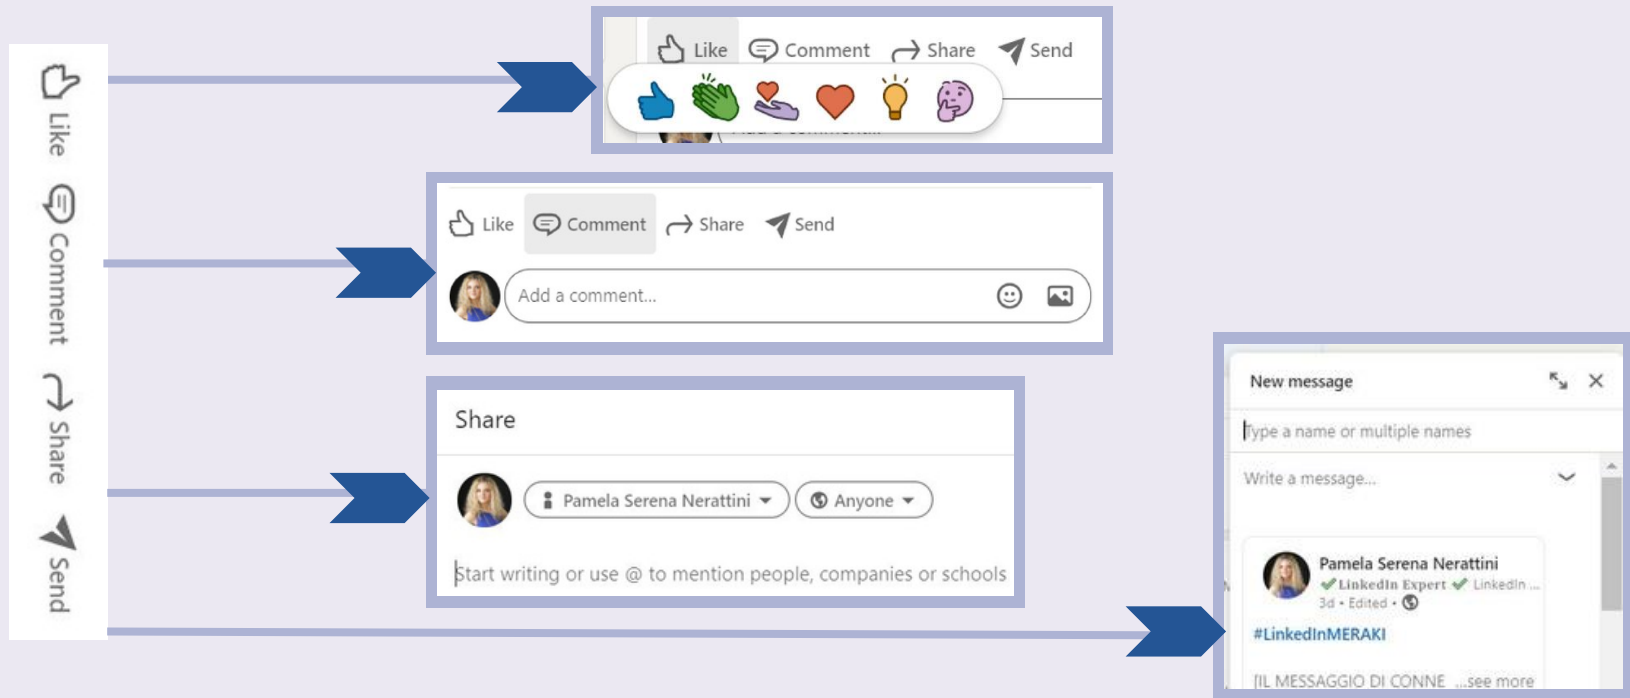 Like
Comment
Share
Send
Like Comment Share Send
Like Comment Share Send
Add a comment...
Share
Pamela Serena Nerattini Anyone
Start writing or use @ to mention people, companies or schools
New message
Type a name or multiple names
Write a message...
Pamela Serena Nerattini
✔LinkedIn Expert ✔ LinkedIn ...
3d • Edited •
#LinkedInMERAKI
[IL MESSAGGIO DI CONNE ...see more